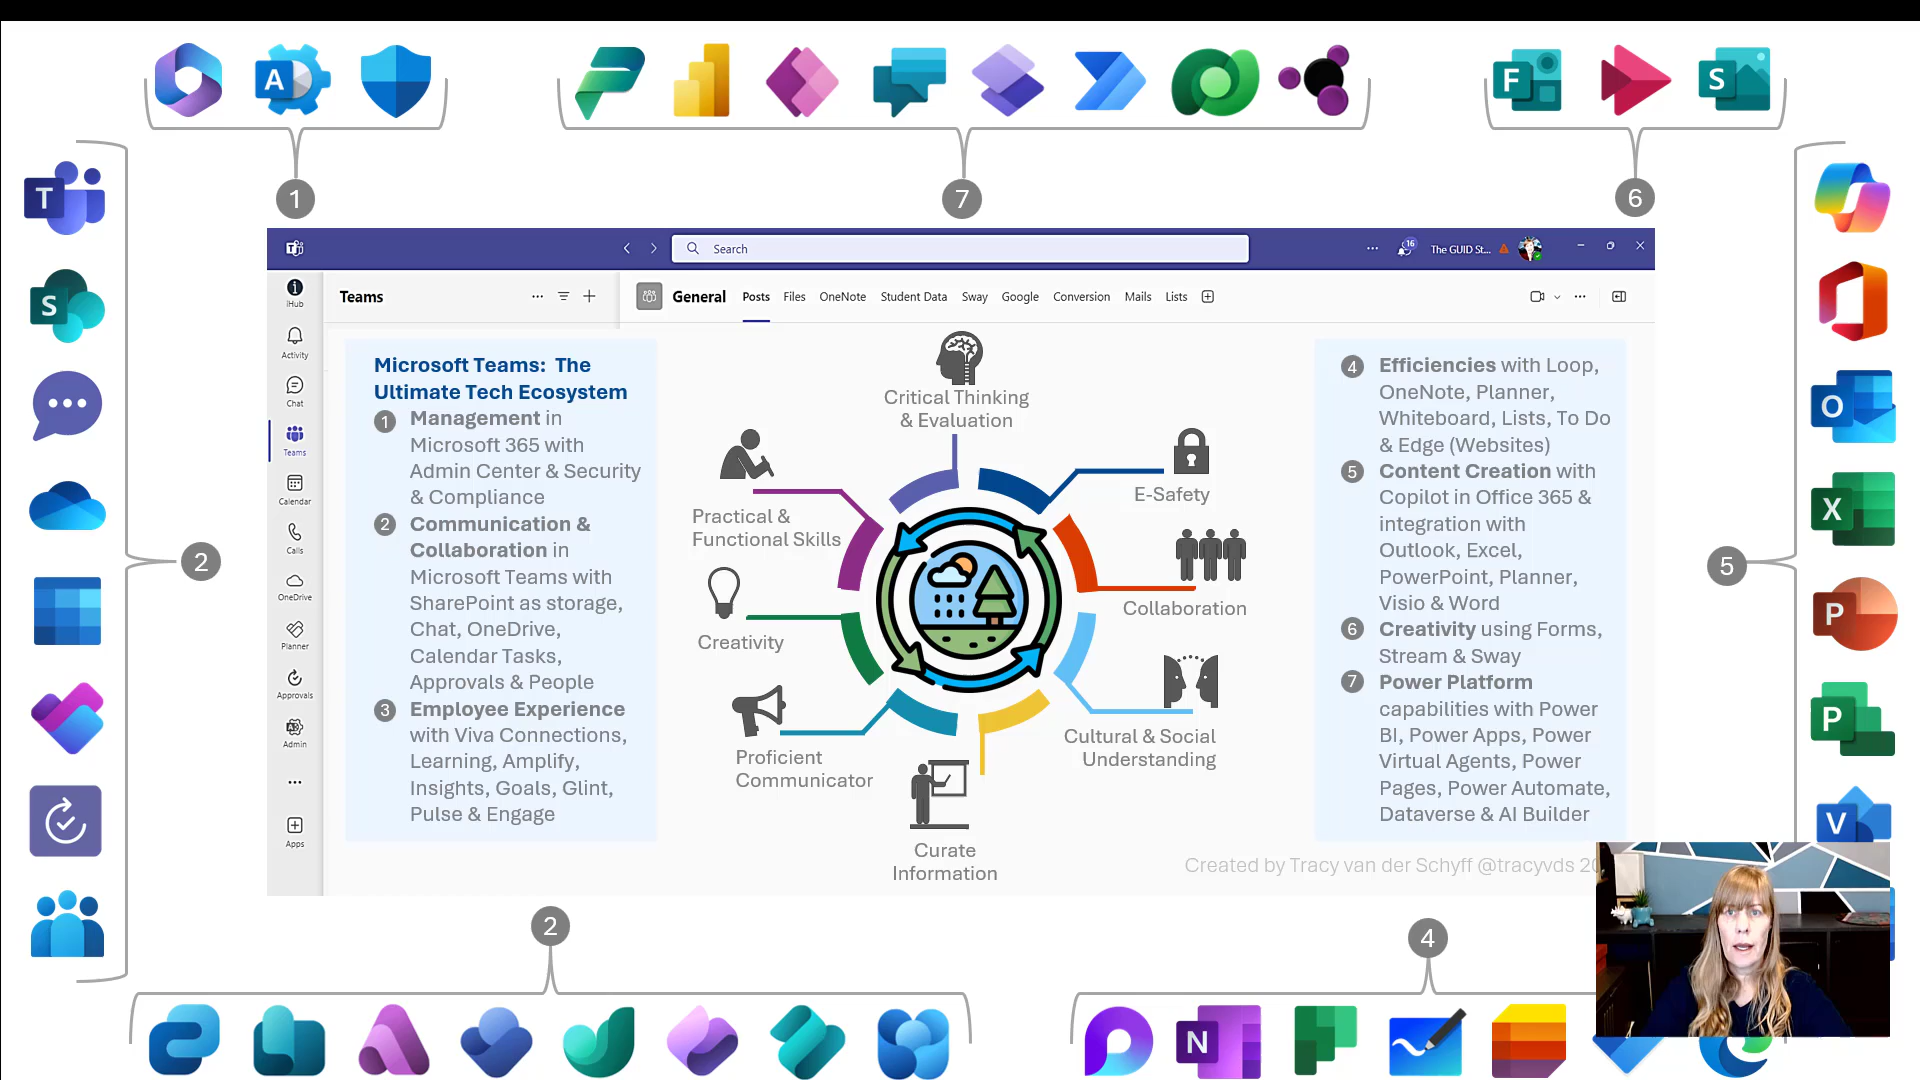 A
F
S
1
7
6
T
S
2
Search
16
The GUID St...
iHub
Activity
Chat
Teams
Calendar
Calls
OneDrive
Planner
Approvals
Admin
Apps
Teams
General
Posts
Files
OneNote
Student Data
Sway
Google
Conversion
Mails
Lists
Microsoft Teams: The
Ultimate Tech Ecosystem
1 Management in
Microsoft 365 with
Admin Center & Security
& Compliance
2 Communication &
Collaboration in
Microsoft Teams with
SharePoint as storage,
Chat, OneDrive,
Calendar Tasks,
Approvals & People
3 Employee Experience
with Viva Connections,
Learning, Amplify,
Insights, Goals, Glint,
Pulse & Engage
Critical Thinking
& Evaluation
E-Safety
Practical &
Functional Skills
Collaboration
Creativity
Cultural & Social
Understanding
Proficient
Communicator
Curate
Information
4 Efficiencies with Loop,
OneNote, Planner,
Whiteboard, Lists, To Do
& Edge (Websites)
5 Content Creation with
Copilot in Office 365 &
integration with
Outlook, Excel,
PowerPoint, Planner,
Visio & Word
6 Creativity using Forms,
Stream & Sway
7 Power Platform
capabilities with Power
BI, Power Apps, Power
Virtual Agents, Power
Pages, Power Automate,
Dataverse & AI Builder
Created by Tracy van der Schyff @tracyvds
5
O
X
P
P
V
2
4
N